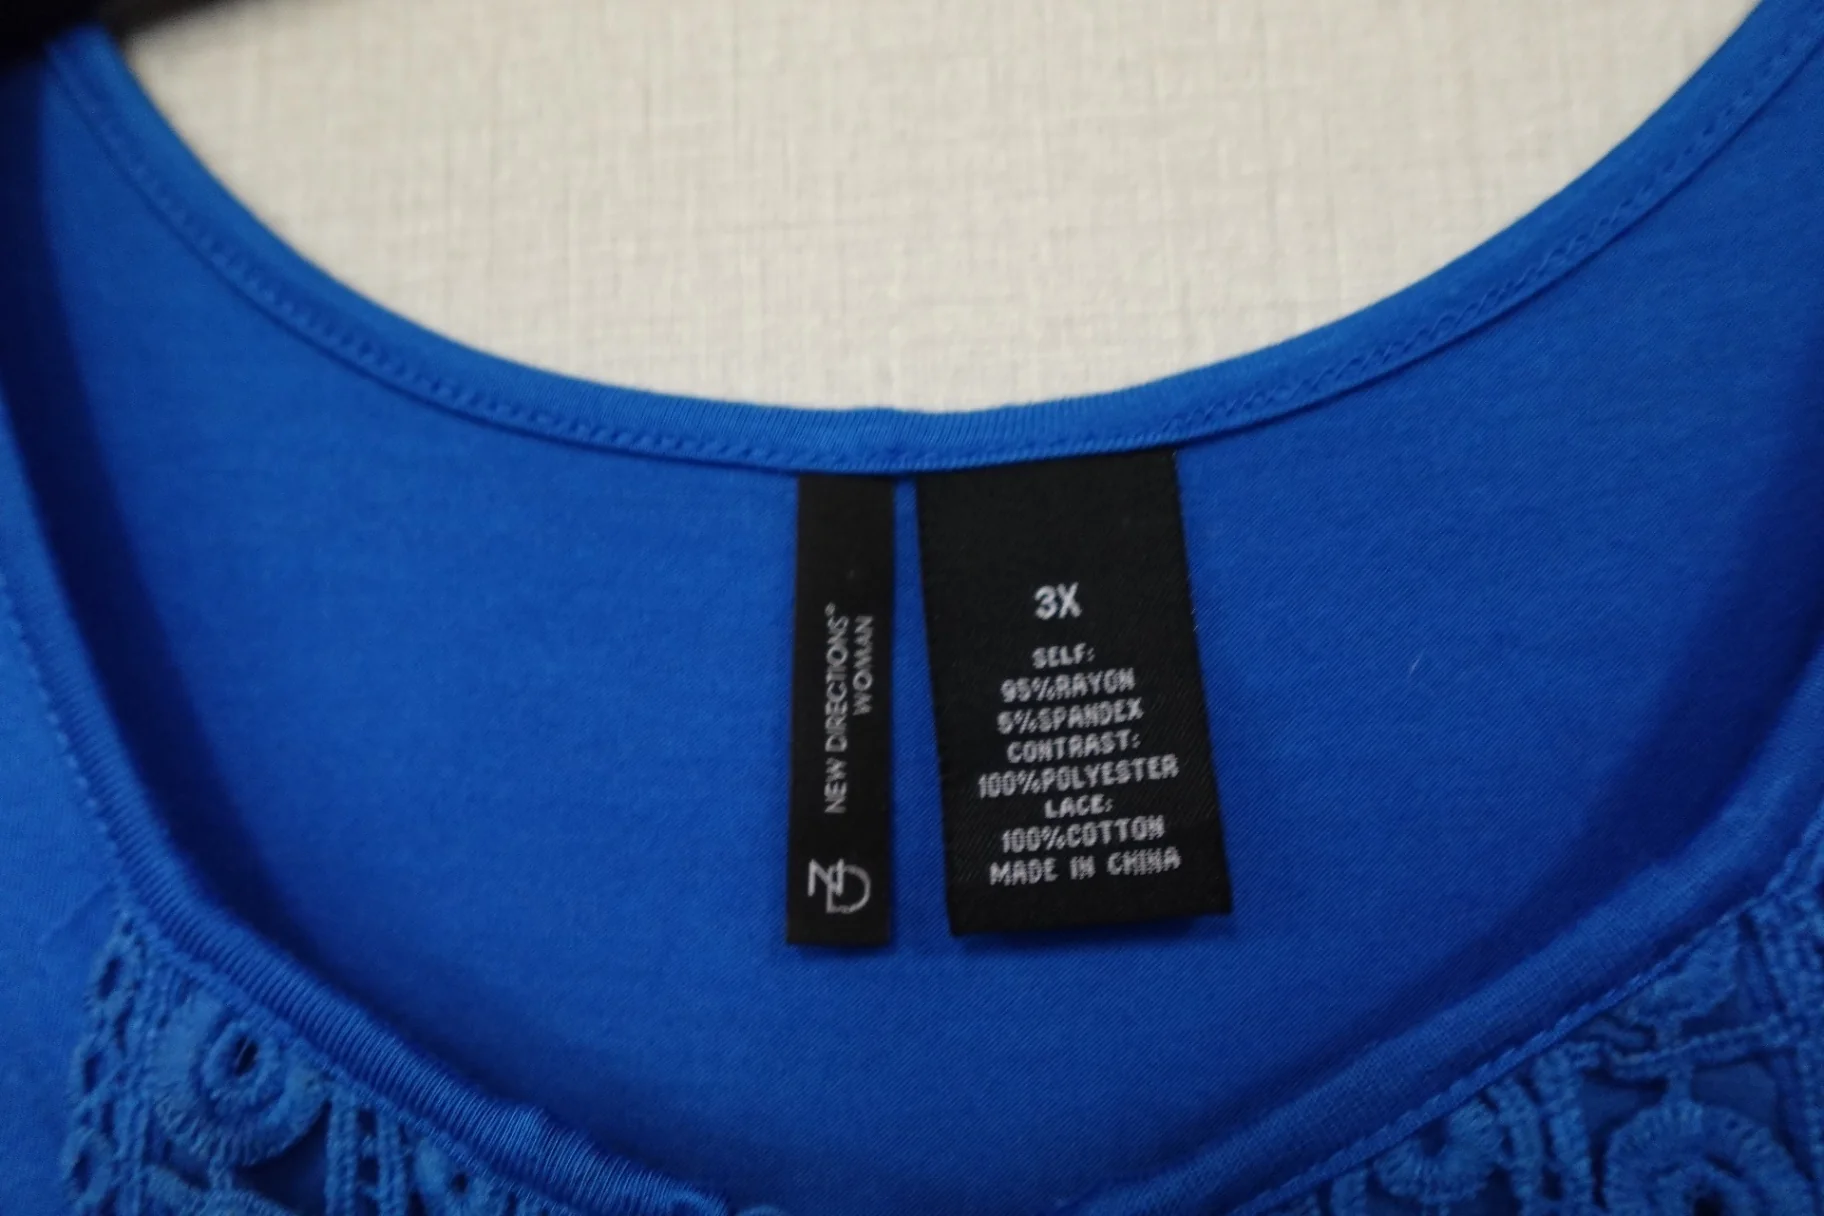 NEW DIRECTIONS®
WOMAN
ND
3X
SELF:
95%RAYON
5%SPANDEX
CONTRAST:
100%POLYESTER
LACE:
100%COTTON
MADE IN CHINA